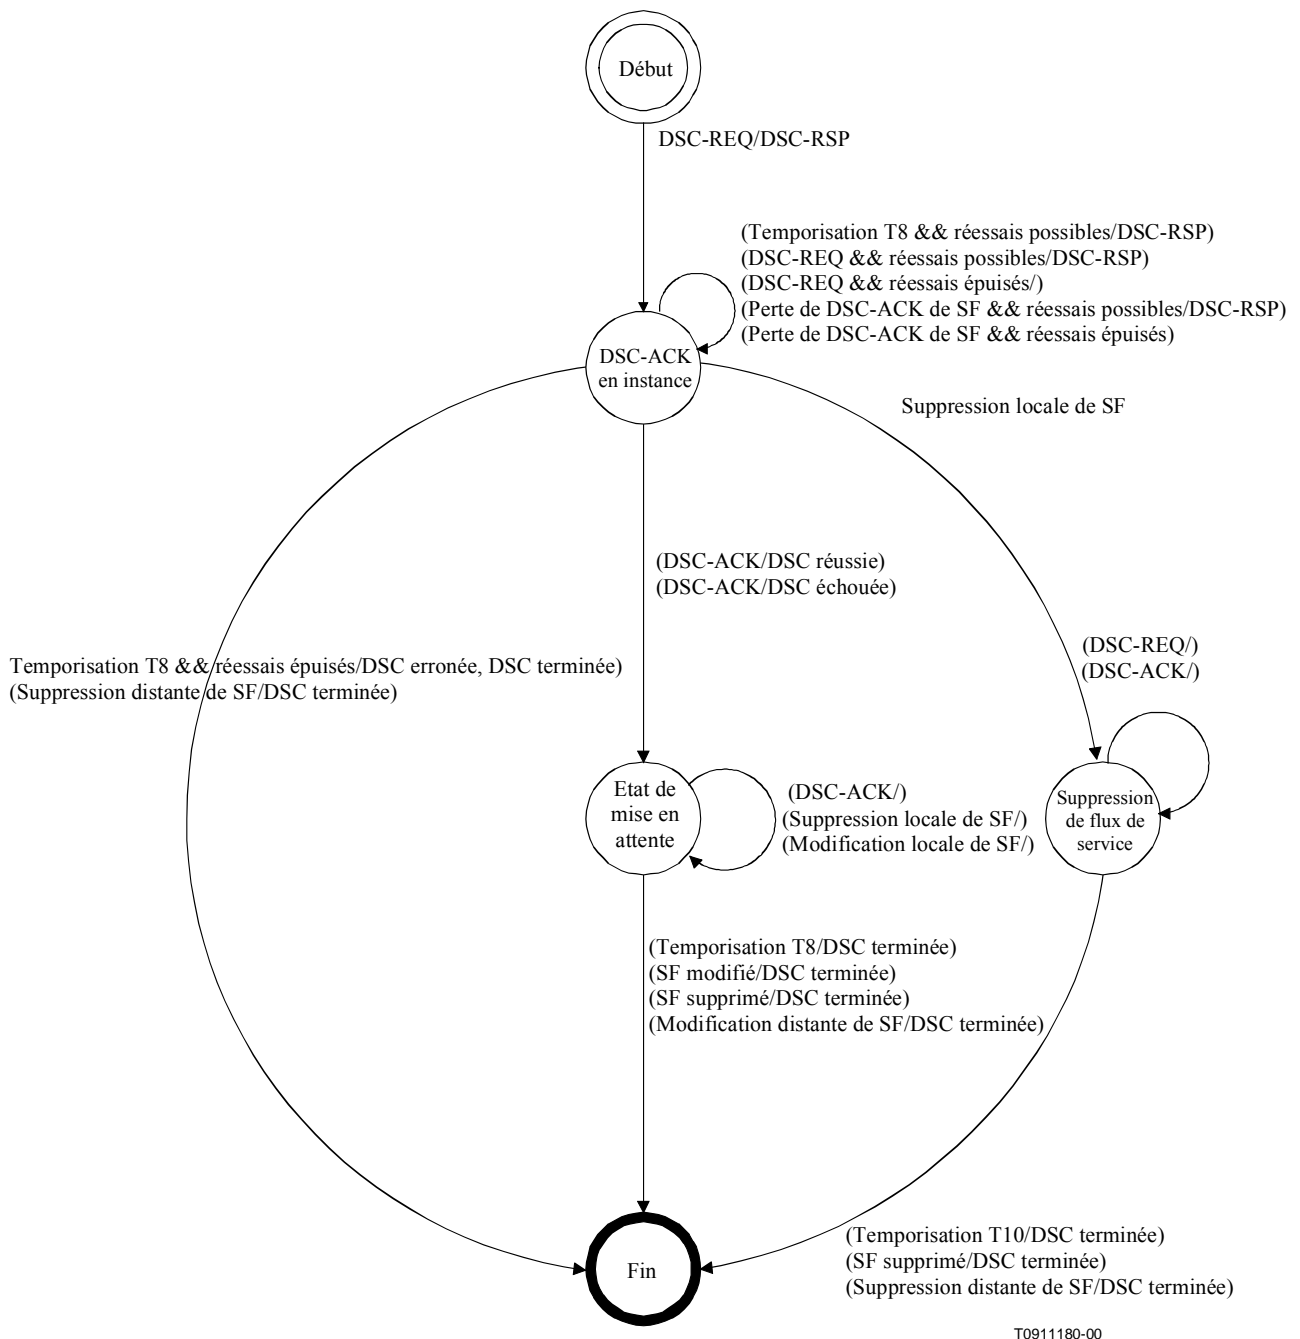 Début
DSC-REQ/DSC-RSP
(Temporisation T8 && réessais possibles/DSC-RSP)
(DSC-REQ && réessais possibles/DSC-RSP)
(DSC-REQ && réessais épuisés/)
(Perte de DSC-ACK de SF && réessais possibles/DSC-RSP)
(Perte de DSC-ACK de SF && réessais épuisés)
DSC-ACK
en instance
Suppression locale de SF
(DSC-ACK/DSC réussie)
(DSC-ACK/DSC échouée)
Temporisation T8 && réessais épuisés/DSC erronée, DSC terminée)
(Suppression distante de SF/DSC terminée)
(DSC-REQ/)
(DSC-ACK/)
Etat de
mise en
attente
(DSC-ACK/)
(Suppression locale de SF/)
(Modification locale de SF/)
Suppression
de flux de
service
(Temporisation T8/DSC terminée)
(SF modifié/DSC terminée)
(SF supprimé/DSC terminée)
(Modification distante de SF/DSC terminée)
(Temporisation T10/DSC terminée)
(SF supprimé/DSC terminée)
(Suppression distante de SF/DSC terminée)
Fin
T0911180-00